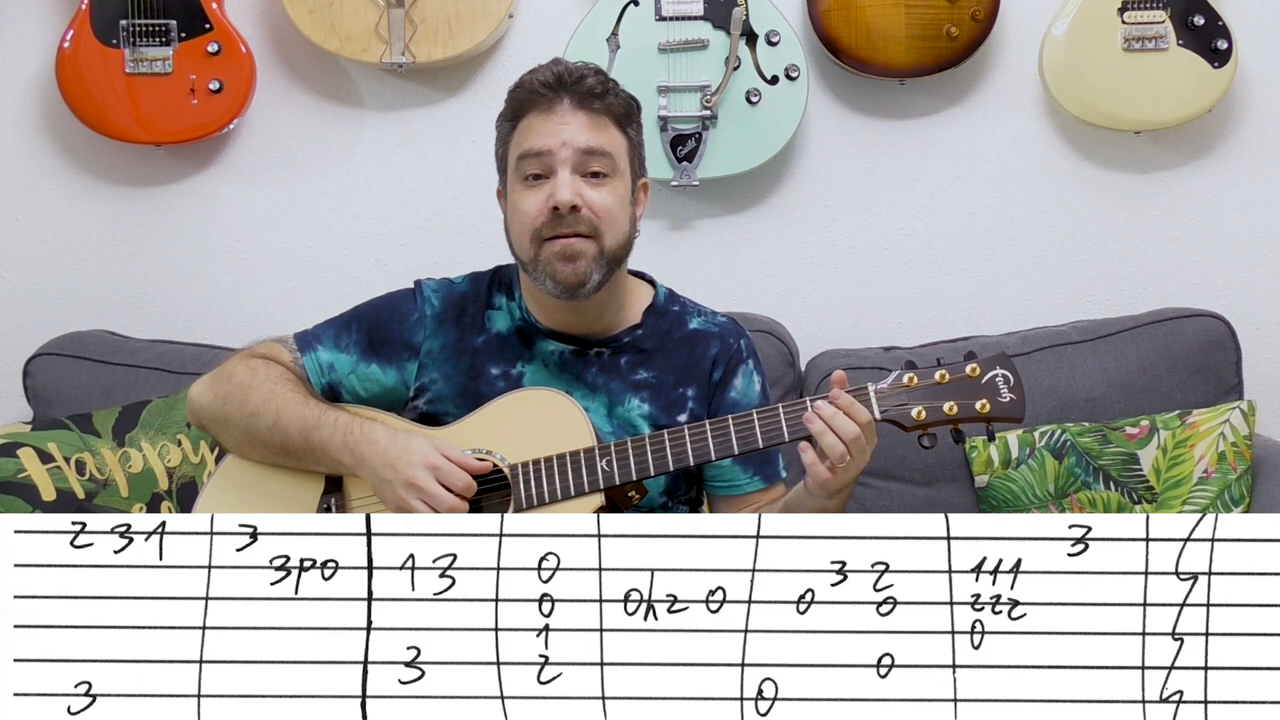 Guild
Faith
Happy
2 3 1 3
3p0 1 3 0 3 2 111
0 0h2 0 0 0 222
1 0
3 2 0
3 0
3